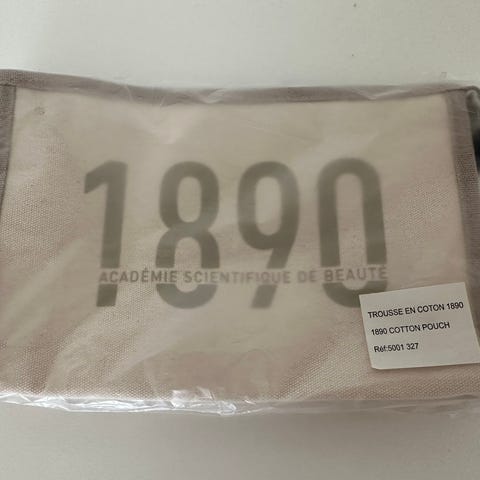 1890
ACADÉMIE SCIENTIFIQUE DE BEAUTÉ
TROUSSE EN COTON 1890
1890 COTTON POUCH
Réf:5001 327